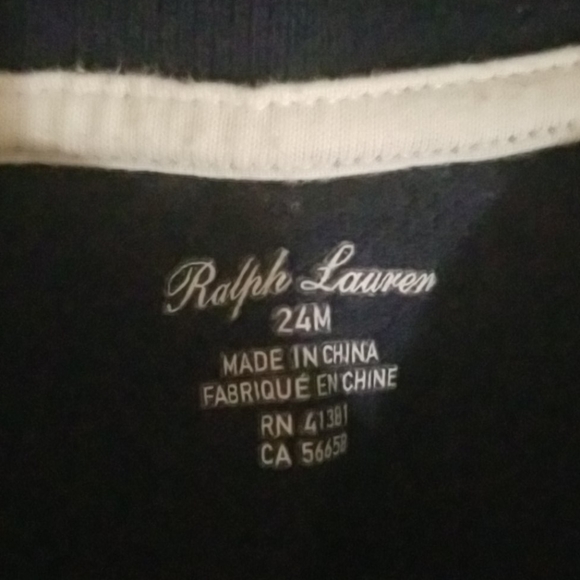 Ralph Lauren
24M
MADE IN CHINA
FABRIQUÉ EN CHINE
RN 41381
CA 56658